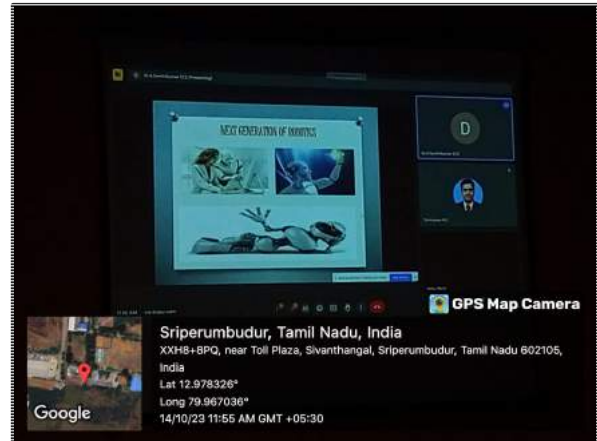 NEXT GENERATION OF ROBOTICS
D
GPS Map Camera
Sriperumbudur, Tamil Nadu, India
XXH8+8PQ, near Toll Plaza, Sivanthangal, Sriperumbudur, Tamil Nadu 602105,
India
Lat 12.978326°
Long 79.967036°
14/10/23 11:55 AM GMT +05:30
Google